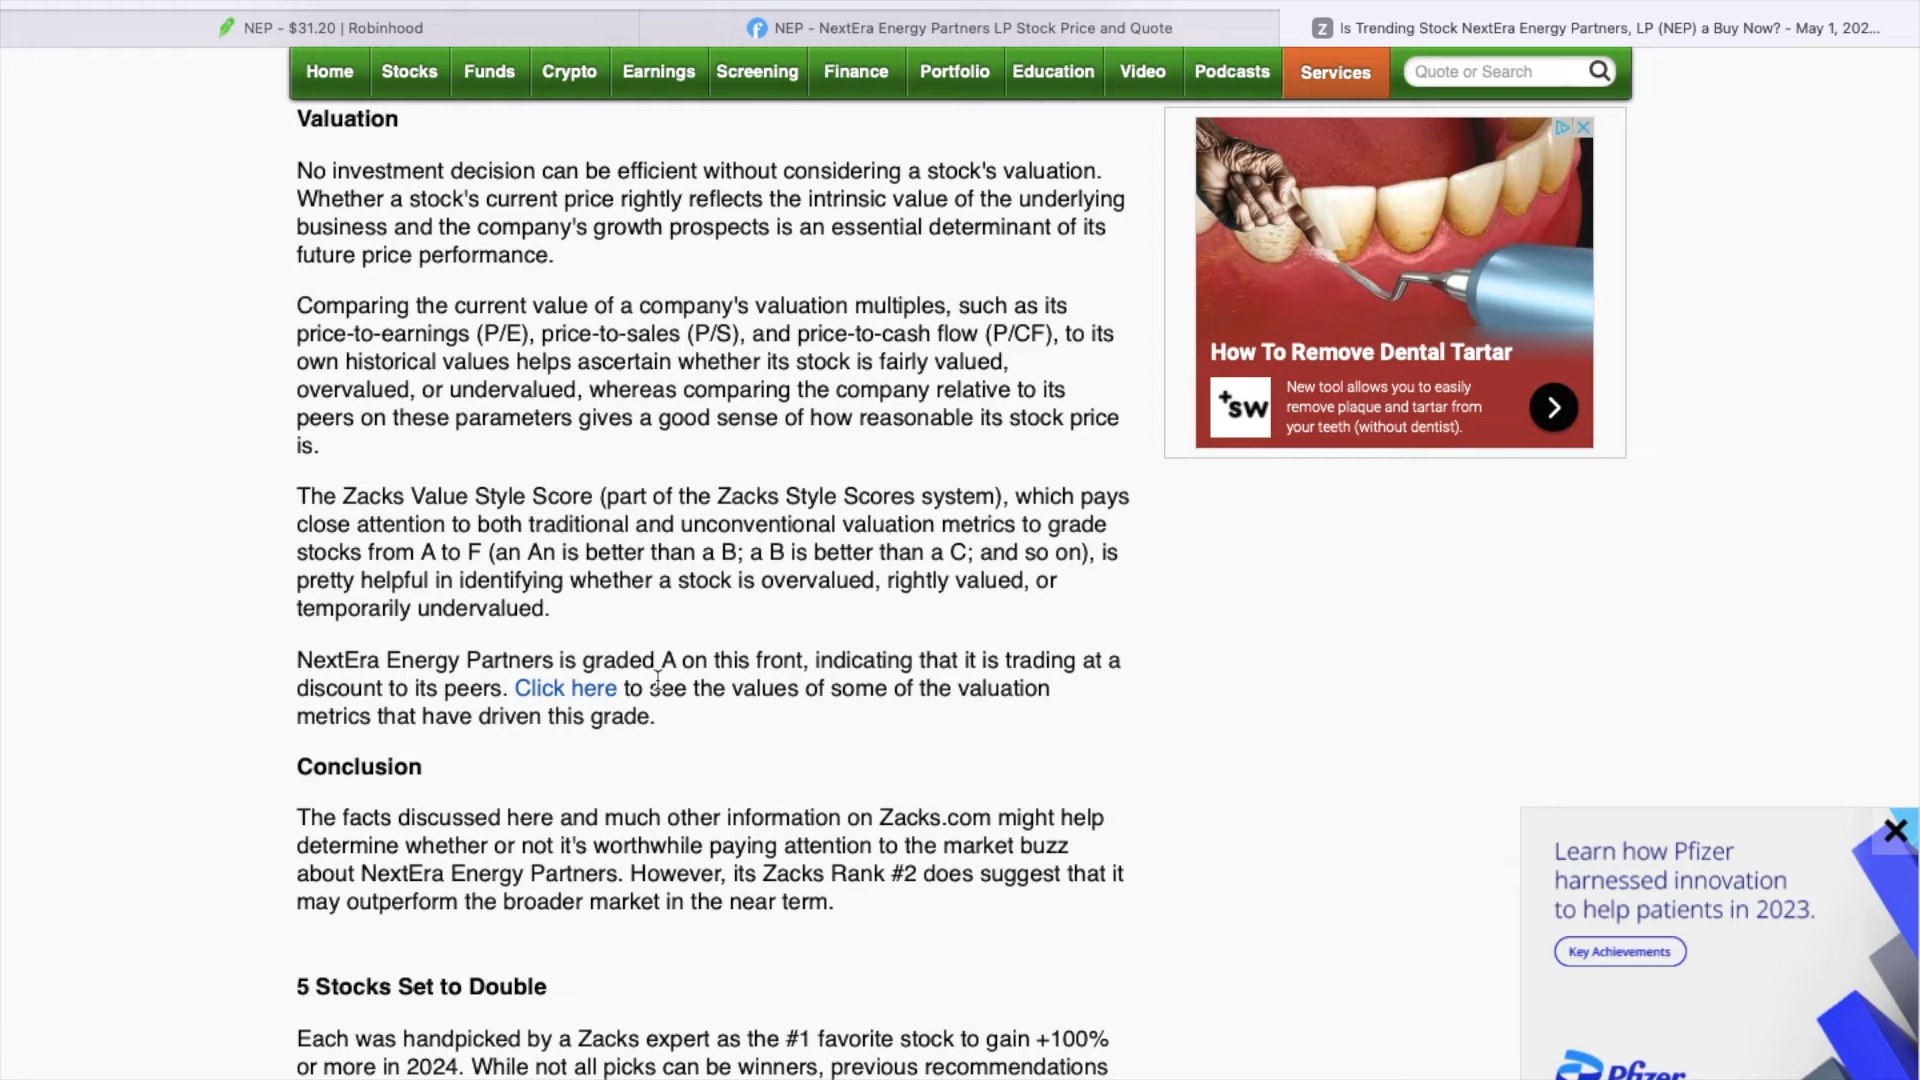 NEP - $31.20 | Robinhood
NEP - NextEra Energy Partners LP Stock Price and Quote
Z
Is Trending Stock NextEra Energy Partners, LP (NEP) a Buy Now? - May 1, 202...
Home
Stocks
Funds
Crypto
Earnings
Screening
Finance
Portfolio
Education
Video
Podcasts
Services
Quote or Search
Valuation
No investment decision can be efficient without considering a stock's valuation.
Whether a stock's current price rightly reflects the intrinsic value of the underlying
business and the company's growth prospects is an essential determinant of its
future price performance.
Comparing the current value of a company's valuation multiples, such as its
price-to-earnings (P/E), price-to-sales (P/S), and price-to-cash flow (P/CF), to its
own historical values helps ascertain whether its stock is fairly valued,
overvalued, or undervalued, whereas comparing the company relative to its
peers on these parameters gives a good sense of how reasonable its stock price
is.
The Zacks Value Style Score (part of the Zacks Style Scores system), which pays
close attention to both traditional and unconventional valuation metrics to grade
stocks from A to F (an An is better than a B; a B is better than a C; and so on), is
pretty helpful in identifying whether a stock is overvalued, rightly valued, or
temporarily undervalued.
NextEra Energy Partners is graded A on this front, indicating that it is trading at a
discount to its peers. Click here to see the values of some of the valuation
metrics that have driven this grade.
Conclusion
The facts discussed here and much other information on Zacks.com might help
determine whether or not it's worthwhile paying attention to the market buzz
about NextEra Energy Partners. However, its Zacks Rank #2 does suggest that it
may outperform the broader market in the near term.
5 Stocks Set to Double
Each was handpicked by a Zacks expert as the #1 favorite stock to gain +100%
or more in 2024. While not all picks can be winners, previous recommendations
How To Remove Dental Tartar
+sw
New tool allows you to easily
remove plaque and tartar from
your teeth (without dentist).
Learn how Pfizer
harnessed innovation
to help patients in 2023.
Key Achievements
Pfizer